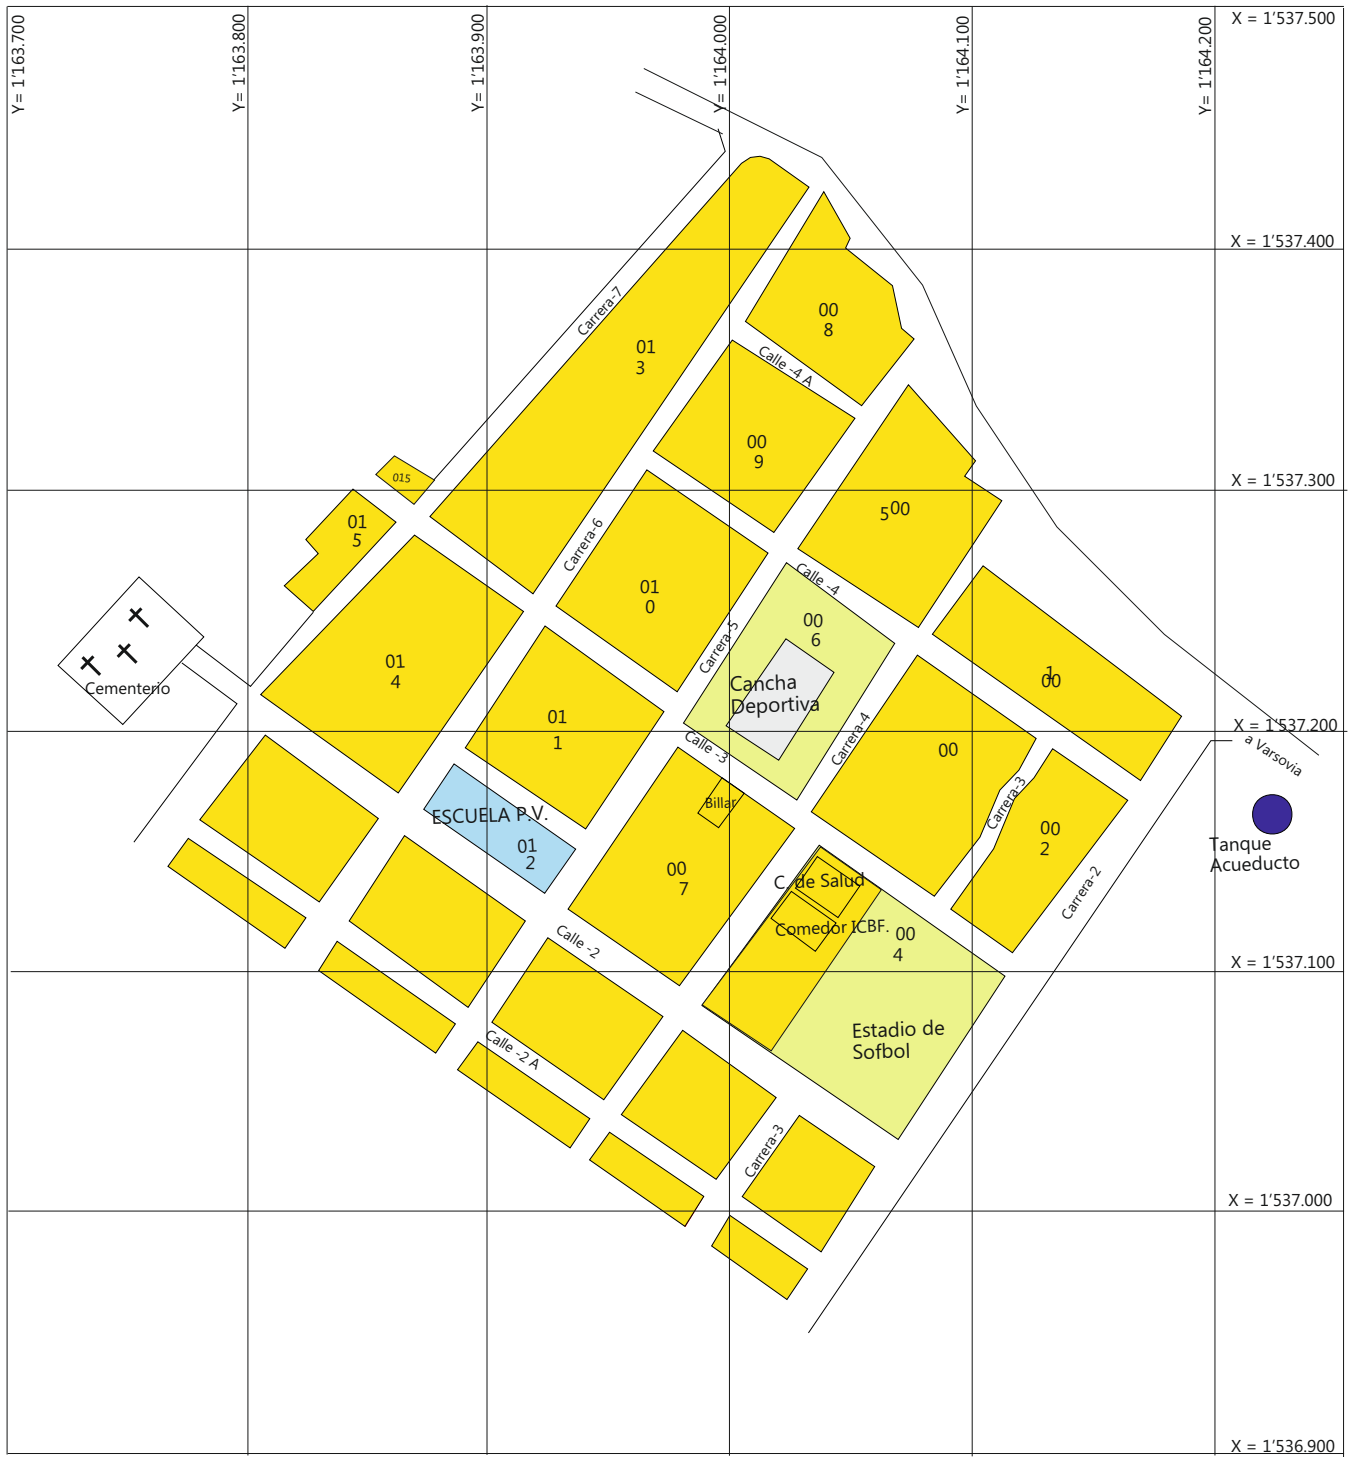 Y= 1'163.700
Y= 1'163.800
Y= 1'163.900
Y= 1'164.000
Y= 1'164.100
Y= 1'164.200
X = 1'537.500
X = 1'537.400
X = 1'537.300
X = 1'537.200
X = 1'537.100
X = 1'537.000
X = 1'536.900
Carrera-7
01
3
00
8
Calle -4 A
00
9
015
01
5
Carrera-6
5
00
01
0
Calle -4
00
6
Carrera-5
Cancha
Deportiva
1
00
Cementerio
01
4
01
1
Calle -3
Carrera-4
00
a Varsovia
Billar
Carrera-3
ESCUELA P.V.
01
2
00
2
Tanque
Acueducto
00
7
C. de Salud
Carrera-2
Comedor ICBF.
00
4
Calle -2
Estadio de
Sofbol
Calle -2 A
Carrera-3